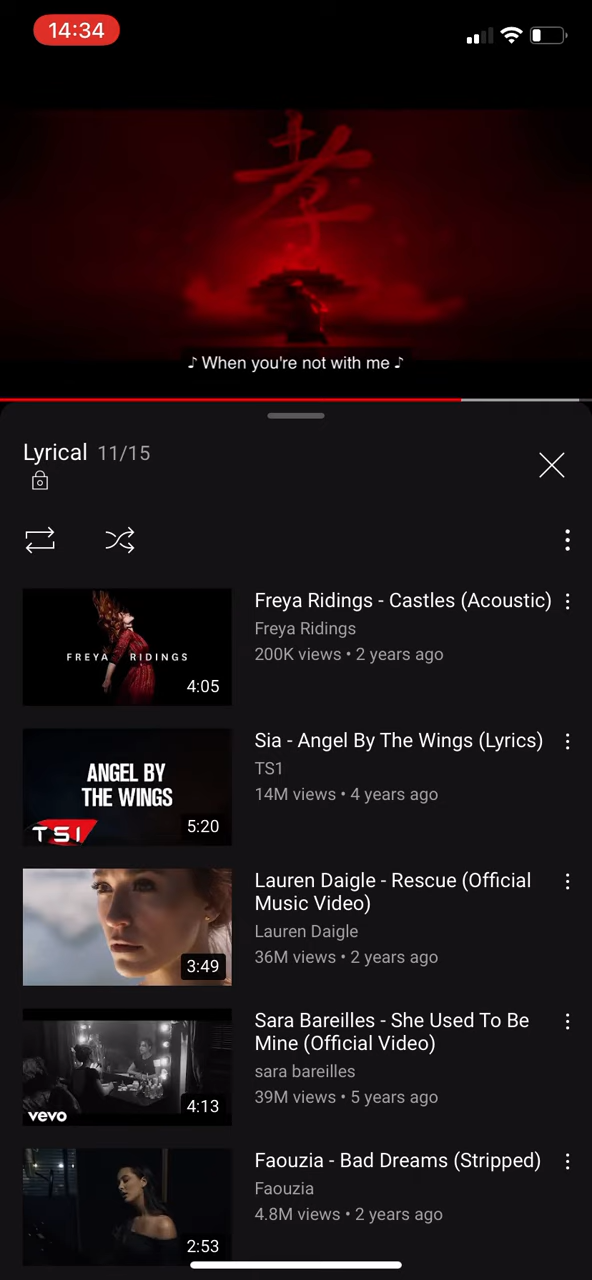 14:34
孝
♪ When you're not with me ♪
Lyrical 11/15
FREYA RIDINGS
4:05
Freya Ridings - Castles (Acoustic)
Freya Ridings
200K views • 2 years ago
ANGEL BY
THE WINGS
TS1
5:20
Sia - Angel By The Wings (Lyrics)
TS1
14M views • 4 years ago
3:49
Lauren Daigle - Rescue (Official
Music Video)
Lauren Daigle
36M views • 2 years ago
vevo
4:13
Sara Bareilles - She Used To Be
Mine (Official Video)
sara bareilles
39M views • 5 years ago
2:53
Faouzia - Bad Dreams (Stripped)
Faouzia
4.8M views • 2 years ago